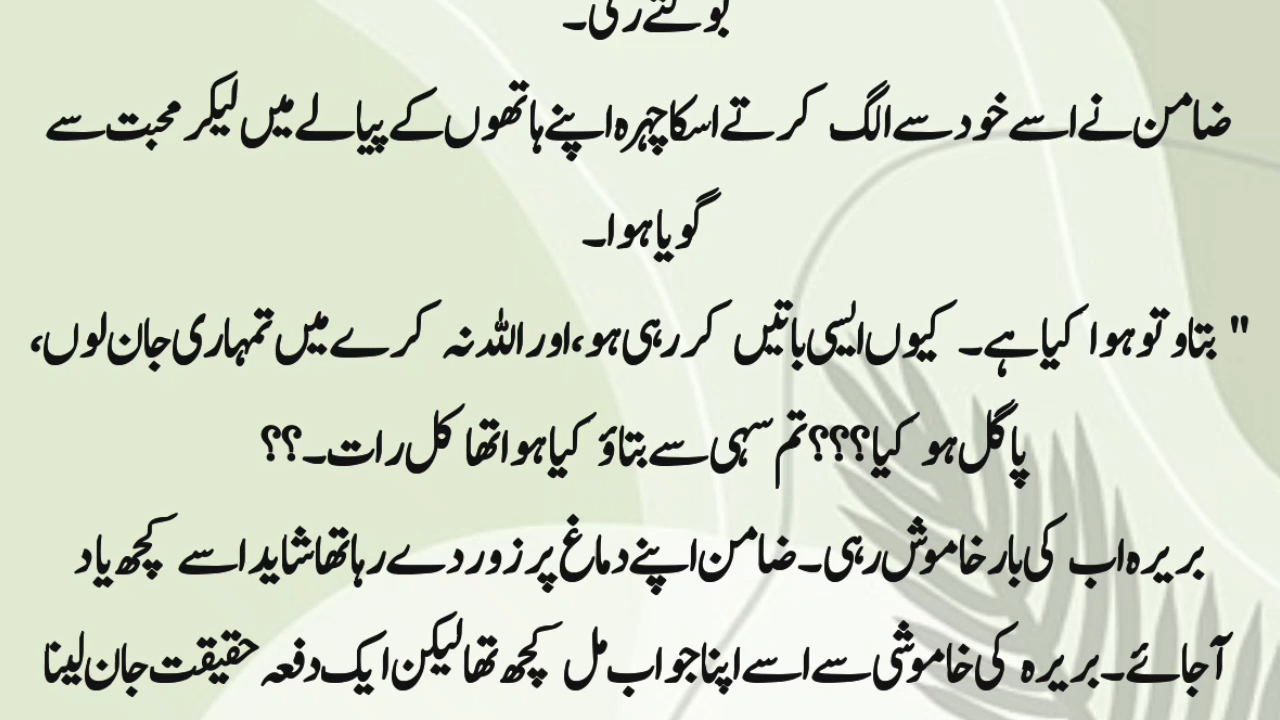 بولتے رکی۔
ضامن نے اسے خود سے الگ کرتے اسکا چہرہ اپنے ہاتھوں کے پیالے میں لیکر محبت سے
گویا ہوا۔
" بتاو تو ہوا کیا ہے۔ کیوں ایسی باتیں کر رہی ہو،اور اللہ نہ کرے میں تمہاری جان لوں،
پاگل ہو کیا؟؟؟تم سہی سے بتاؤ کیا ہوا تھا کل رات۔؟؟
بریرہ اب کی بار خاموش رہی۔ضامن اپنے دماغ پر زور دے رہا تھا شاید اسے کچھ یاد
آجائے۔بریرہ کی خاموشی سے اسے اپنا جواب مل کچھ تھا لیکن ایک دفعہ حقیقت جان لینا